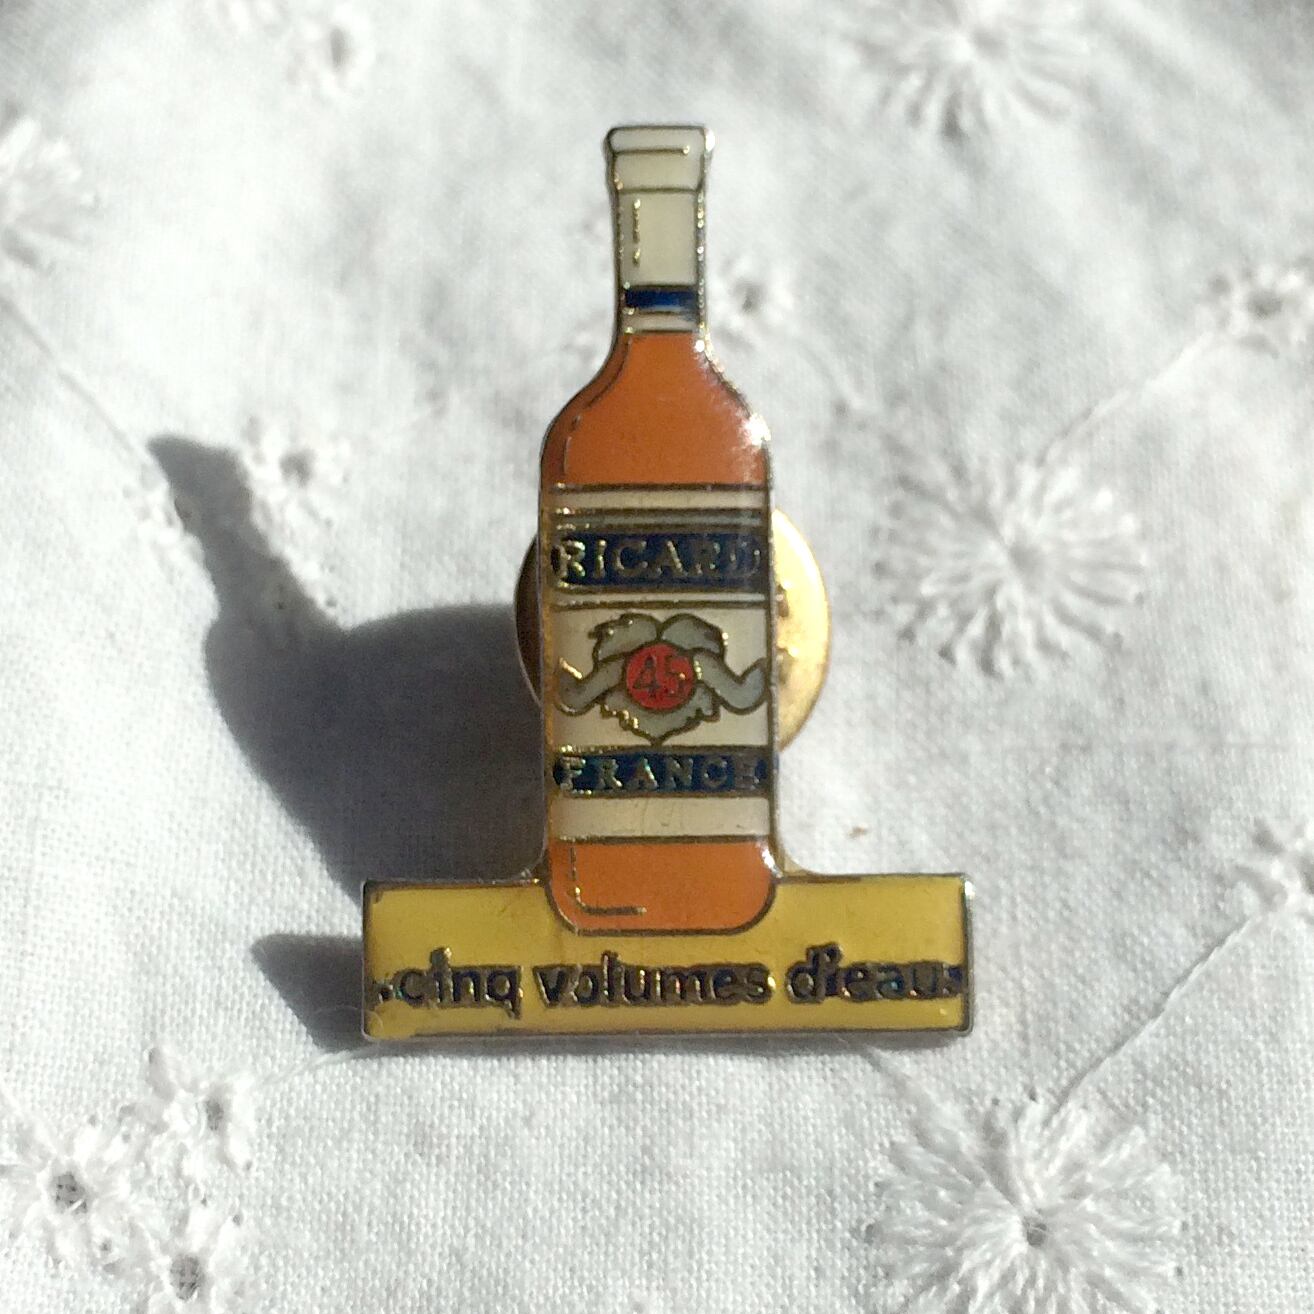 RICARD
45
FRANCE
cinq volumes d'eau